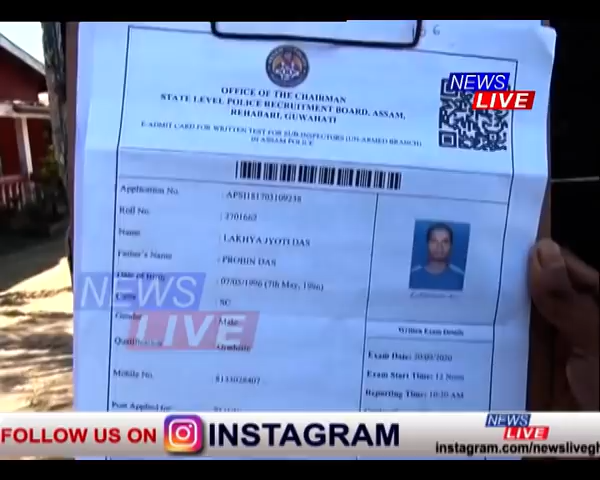 OFFICE OF THE CHAIRMAN
STATE LEVEL POLICE RECRUITMENT BOARD, ASSAM,
REHABARI, GUWAHATI
E-ADMIT CARD FOR WRITTEN TEST FOR SUB-INSPECTORS (UN-ARMED BRANCH)
IN ASSAM POLICE
NEWS
LIVE
Application No.
Roll No. : 2701662
Name : LAKHYA JYOTI DAS
Father's Name : PROBIN DAS
Date of Birth : 07/05/1996 (7th May, 1996)
Caste : SC
Gender : Male
Qualification : Graduate
Mobile No.
Post Applied for
NEWS
LIVE
Written Exam Details
Exam Date: 20/09/2020
Exam Start Time: 12 Noon
Reporting Time: 10:30 AM
FOLLOW US ON INSTAGRAM
NEWS
LIVE
instagram.com/newslivegh